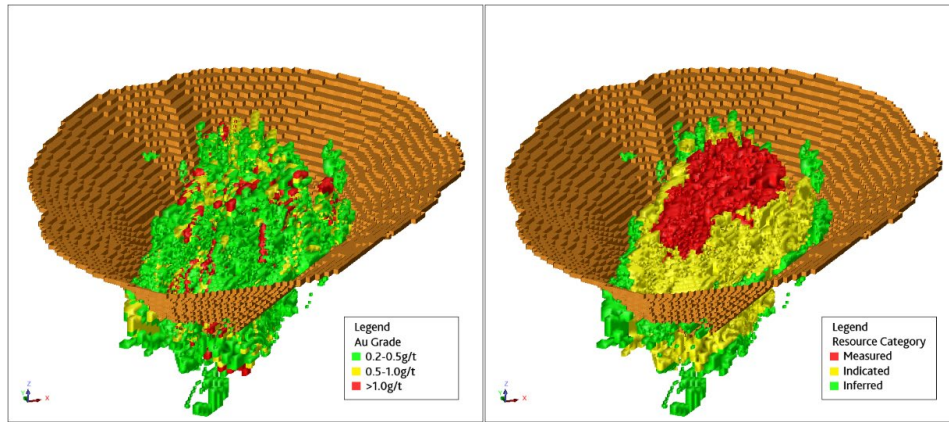 Legend
Au Grade
0.2-0.5g/t
0.5-1.0g/t
>1.0g/t
Z
Y
X
Legend
Resource Category
Measured
Indicated
Inferred
Z
Y
X